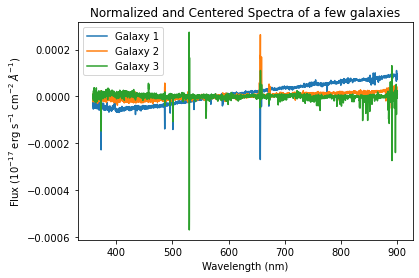 Normalized and Centered Spectra of a few galaxies
Galaxy 1
Galaxy 2
Galaxy 3
0.0002
0.0000
−0.0002
−0.0004
−0.0006
Flux (10⁻¹⁷ erg s⁻¹ cm⁻² Å⁻¹)
400
500
600
700
800
900
Wavelength (nm)